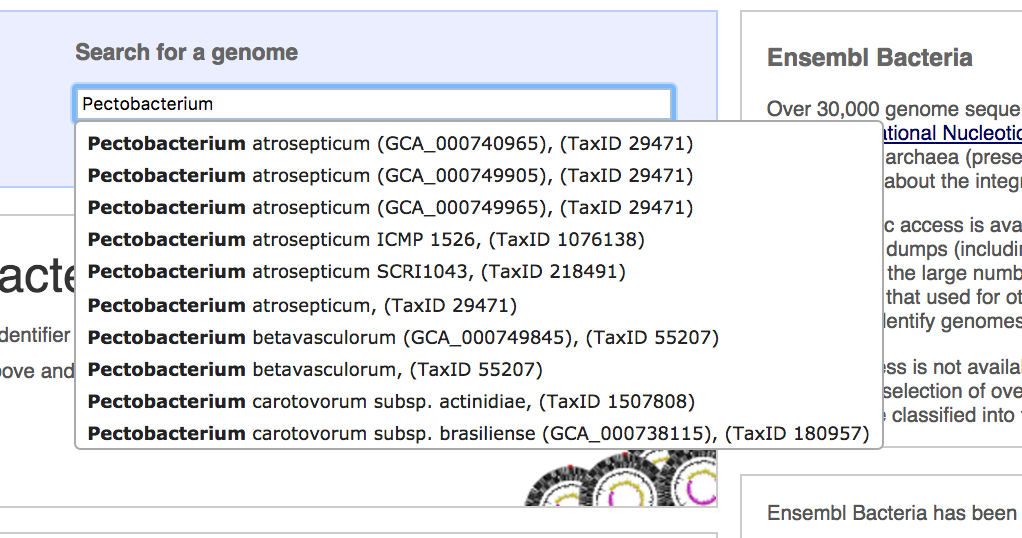 Search for a genome
Pectobacterium
Pectobacterium atrosepticum (GCA_000740965), (TaxID 29471)
Pectobacterium atrosepticum (GCA_000749905), (TaxID 29471)
Pectobacterium atrosepticum (GCA_000749965), (TaxID 29471)
Pectobacterium atrosepticum ICMP 1526, (TaxID 1076138)
Pectobacterium atrosepticum SCRI1043, (TaxID 218491)
Pectobacterium atrosepticum, (TaxID 29471)
Pectobacterium betavasculorum (GCA_000749845), (TaxID 55207)
Pectobacterium betavasculorum, (TaxID 55207)
Pectobacterium carotovorum subsp. actinidiae, (TaxID 1507808)
Pectobacterium carotovorum subsp. brasiliense (GCA_000738115), (TaxID 180957)
acte
dentifier
ove and
Ensembl Bacteria
Over 30,000 genome seque
ational Nucleotic
archaea (prese
about the integr
c access is ava
dumps (includin
the large numb
that used for ot
lentify genomes
ss is not availal
selection of ove
classified into
Ensembl Bacteria has been